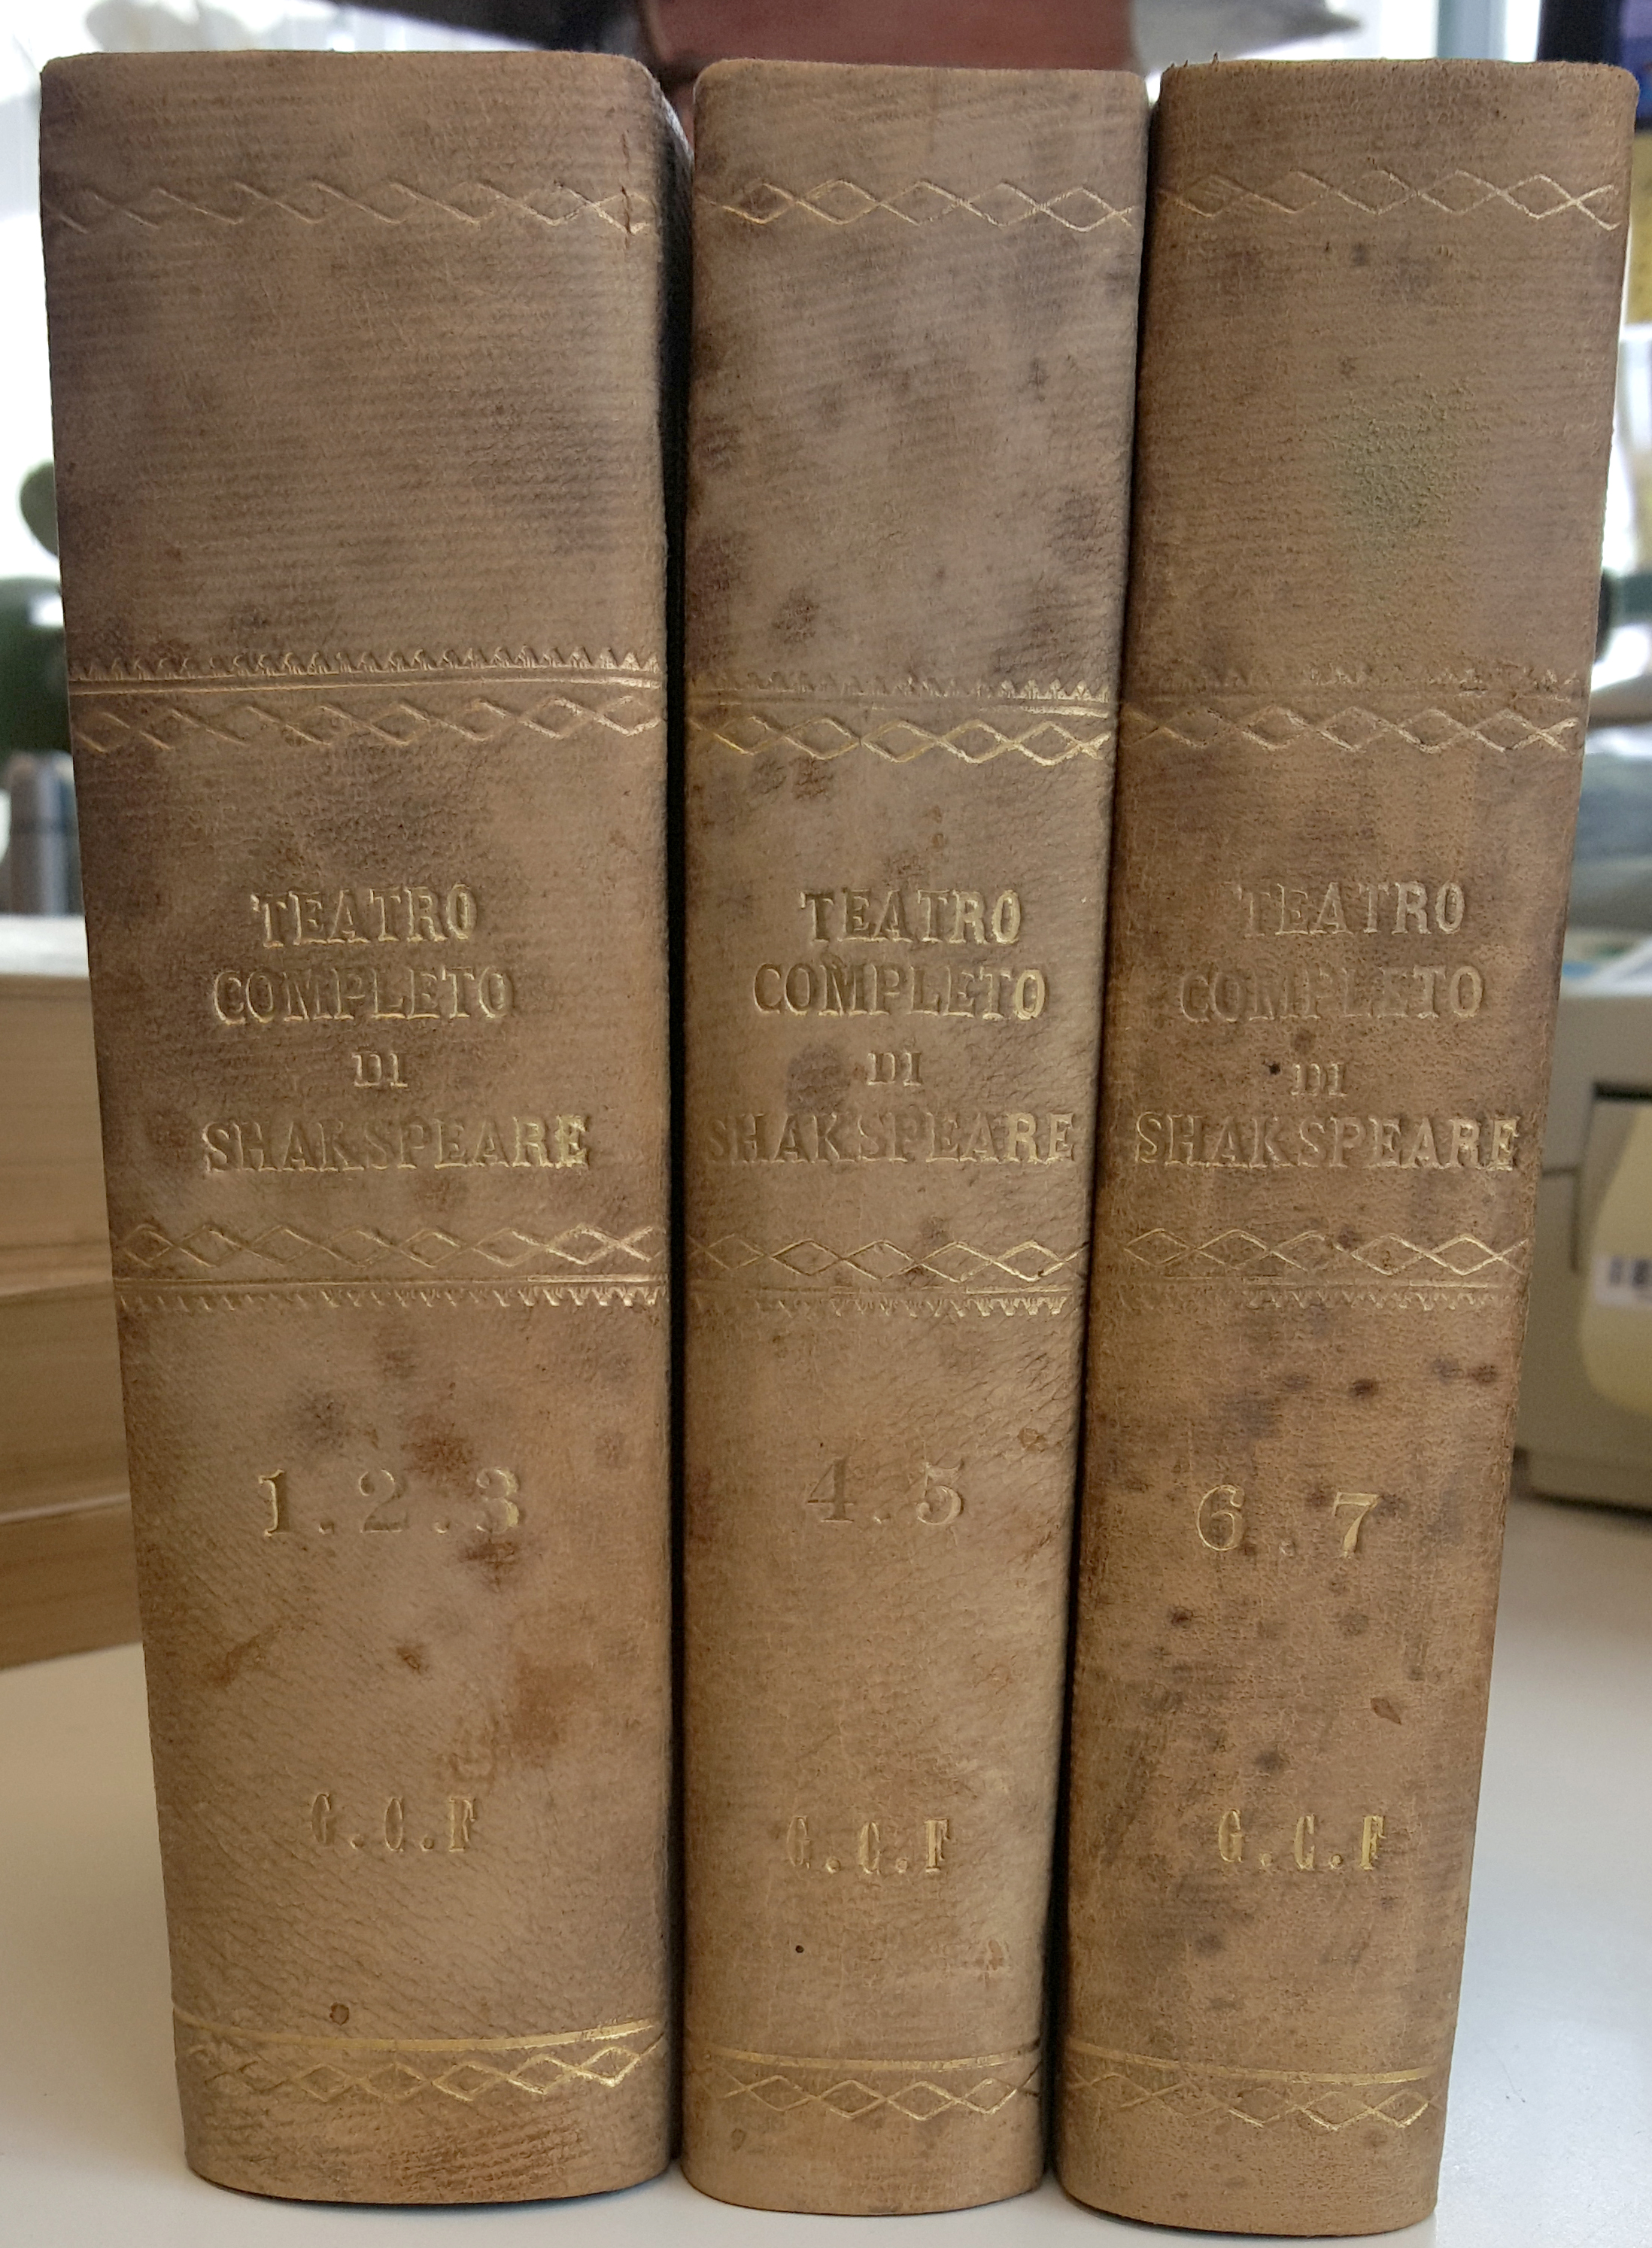 TEATRO
COMPLETO
DI
SHAKSPEARE
1.2.3
G.C.F
TEATRO
COMPLETO
DI
SHAKSPEARE
4.5
G.C.F
TEATRO
COMPLETO
DI
SHAKSPEARE
6.7
G.C.F